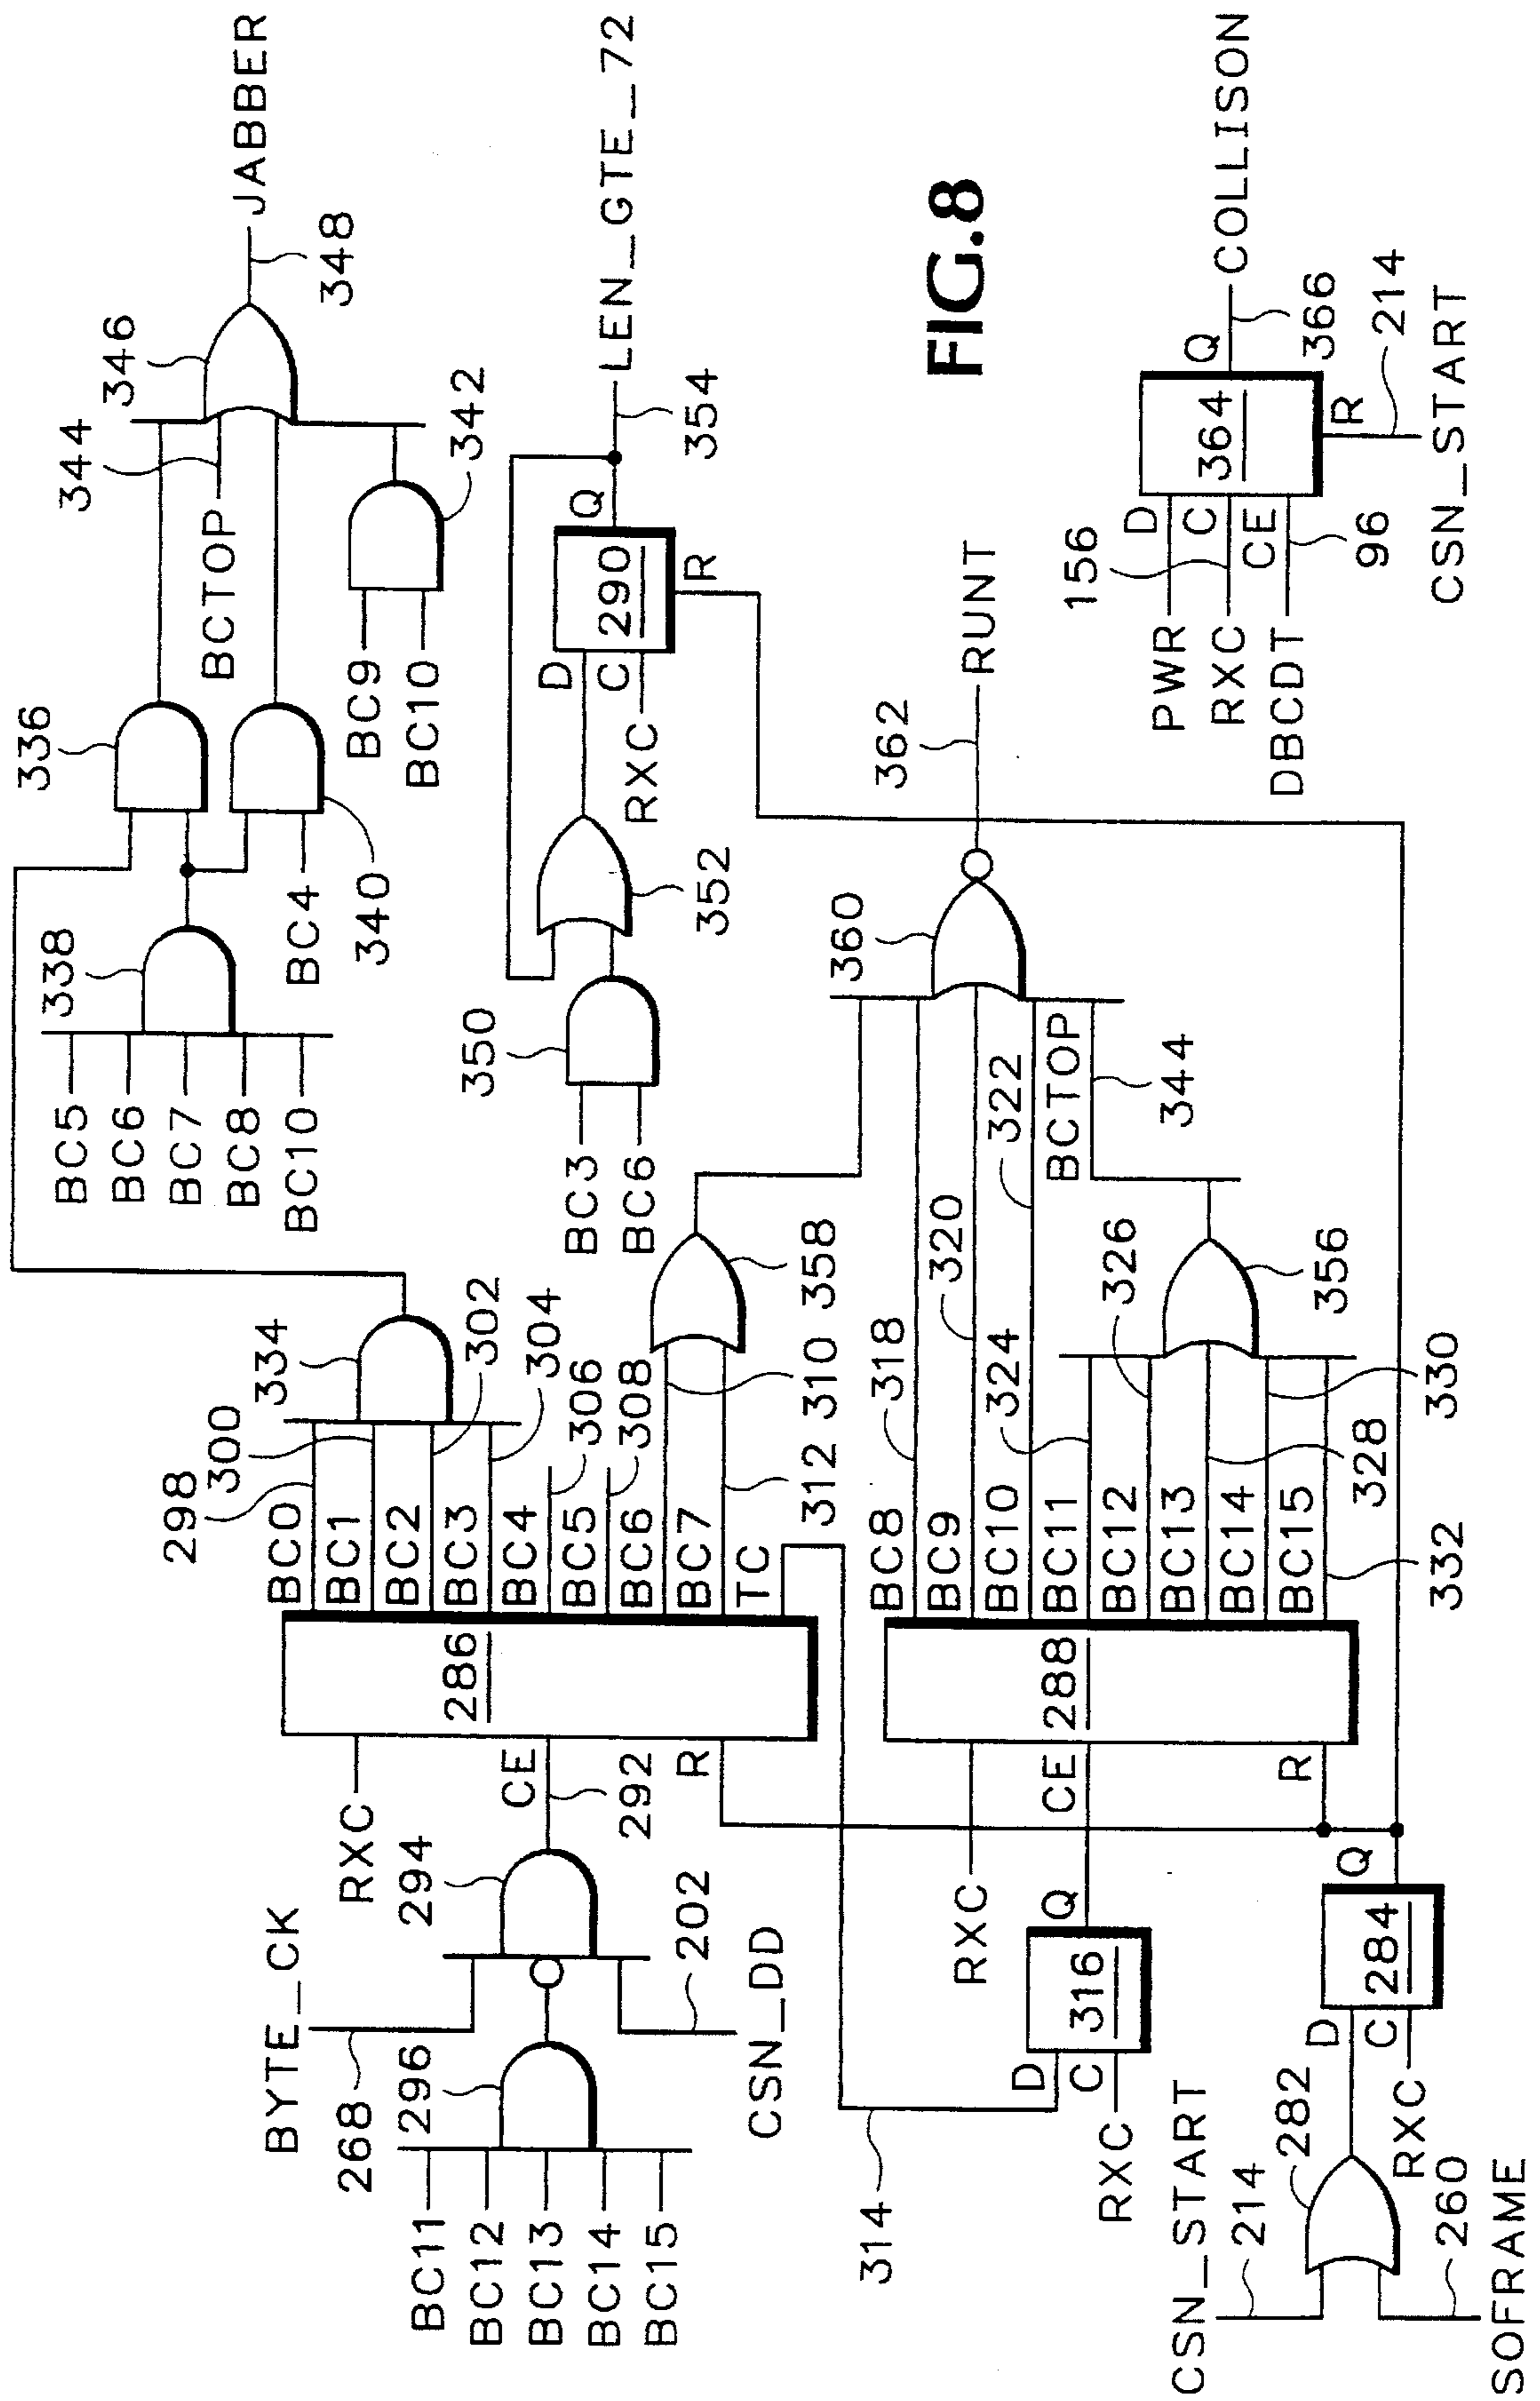 JABBER
348
346
344
BCTOP
342
BC9
BC10
336
338
BC4
340
BC5
BC6
BC7
BC8
BC10
LEN_GTE_72
354
Q
290
R
D
C
RXC
352
350
BC3
BC6
FIG.8
COLLISON
366
214
CSN_START
Q
364
R
D
C
CE
156
96
PWR
RXC
DBCDT
RUNT
362
360
322
BCTOP
344
320
326
356
318
324
330
328
332
358
310
312
334
302
304
300
298
306
308
BC0
BC1
BC2
BC3
BC4
BC5
BC6
BC7
TC
286
RXC
CE
292
R
294
BYTE_CK
268
296
202
CSN_DD
BC11
BC12
BC13
BC14
BC15
BC8
BC9
BC10
BC11
BC12
BC13
BC14
BC15
288
RXC
CE
R
Q
316
D
C
RXC
314
Q
284
D
C
RXC
282
CSN_START
214
260
SOFRAME